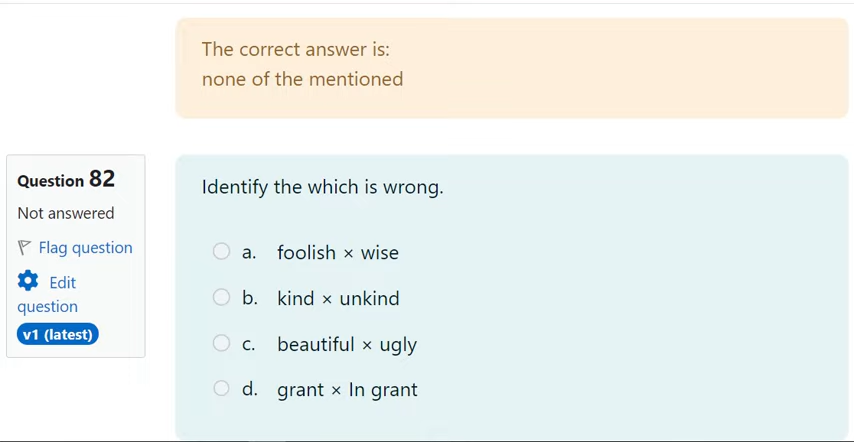 The correct answer is:
none of the mentioned
Question 82
Not answered
Flag question
Edit
question
v1 (latest)
Identify the which is wrong.
a. foolish × wise
b. kind × unkind
c. beautiful × ugly
d. grant × In grant